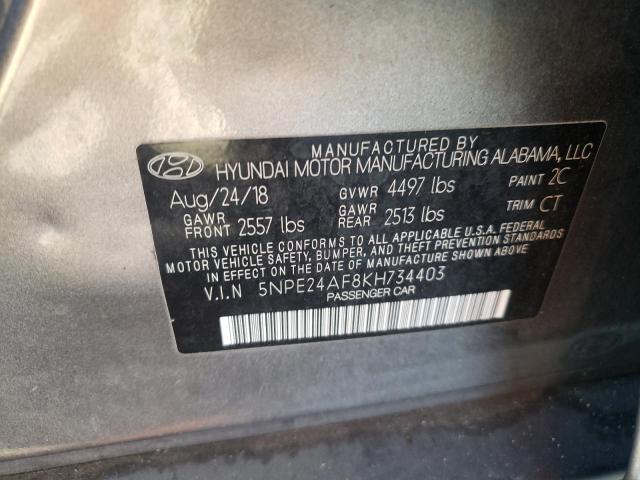 MANUFACTURED BY
HYUNDAI MOTOR MANUFACTURING ALABAMA, LLC
Aug/24/18 GVWR 4497 lbs PAINT 2C
GAWR FRONT 2557 lbs GAWR REAR 2513 lbs TRIM CT
THIS VEHICLE CONFORMS TO ALL APPLICABLE U.S.A. FEDERAL
MOTOR VEHICLE SAFETY, BUMPER, AND THEFT PREVENTION STANDARDS
IN EFFECT ON THE DATE OF MANUFACTURE SHOWN ABOVE.
V.I.N 5NPE24AF8KH734403
PASSENGER CAR